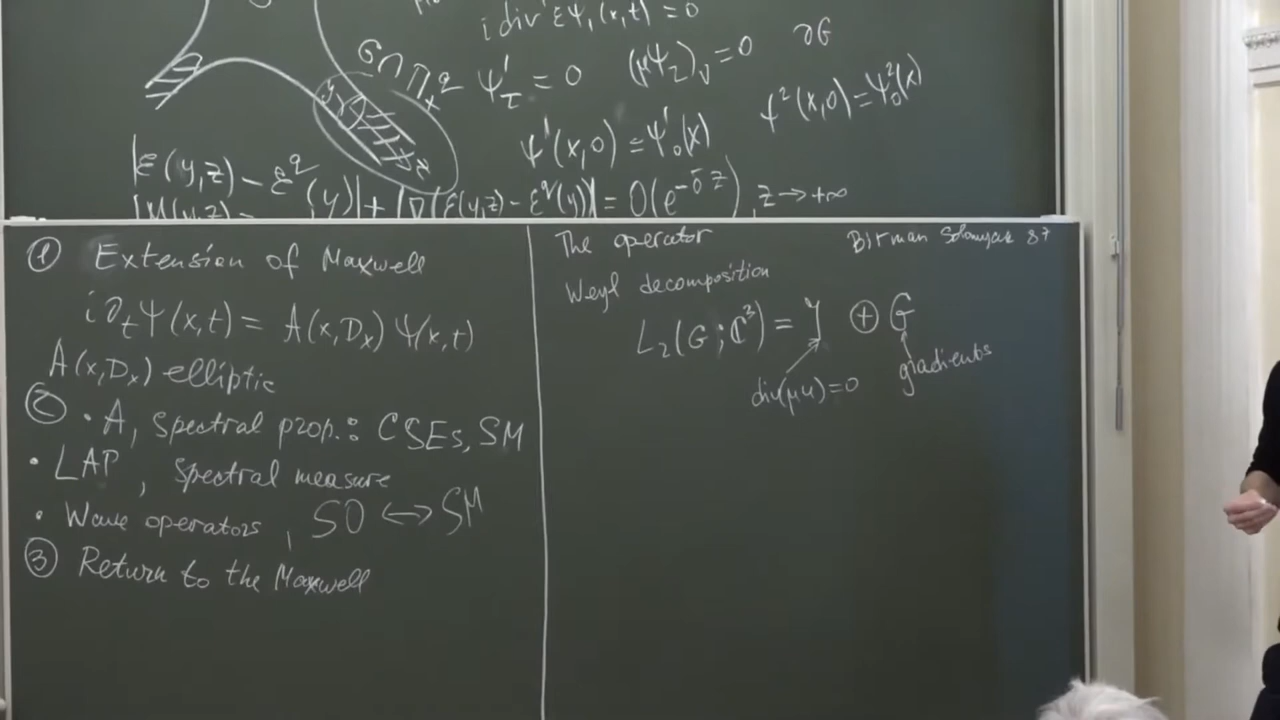 i div εΨ₁(x,t) = 0
G∩Π_x^q Ψ'_τ = 0 (μΨ₂)_ν = 0 ∂G
Ψ'(x,0) = Ψ'₀(x) Ψ²(x,0) = Ψ²₀(x)
|ε(y,z) − ε^q(y)| + |∇(ε(y,z) − ε^q(y))| = O(e^{−δz}), z → +∞
① Extension of Maxwell
i∂_tΨ(x,t) = A(x,D_x)Ψ(x,t)
A(x,D_x) elliptic
② • A, Spectral prop.: CSEs, SM
• LAP, Spectral measure
• Wave operators, SO ↔ SM
③ Return to the Maxwell
The operator Birman Solomyak 87
Weyl decomposition
L₂(G; ℂ³) = J ⊕ G
div(μu)=0 gradients